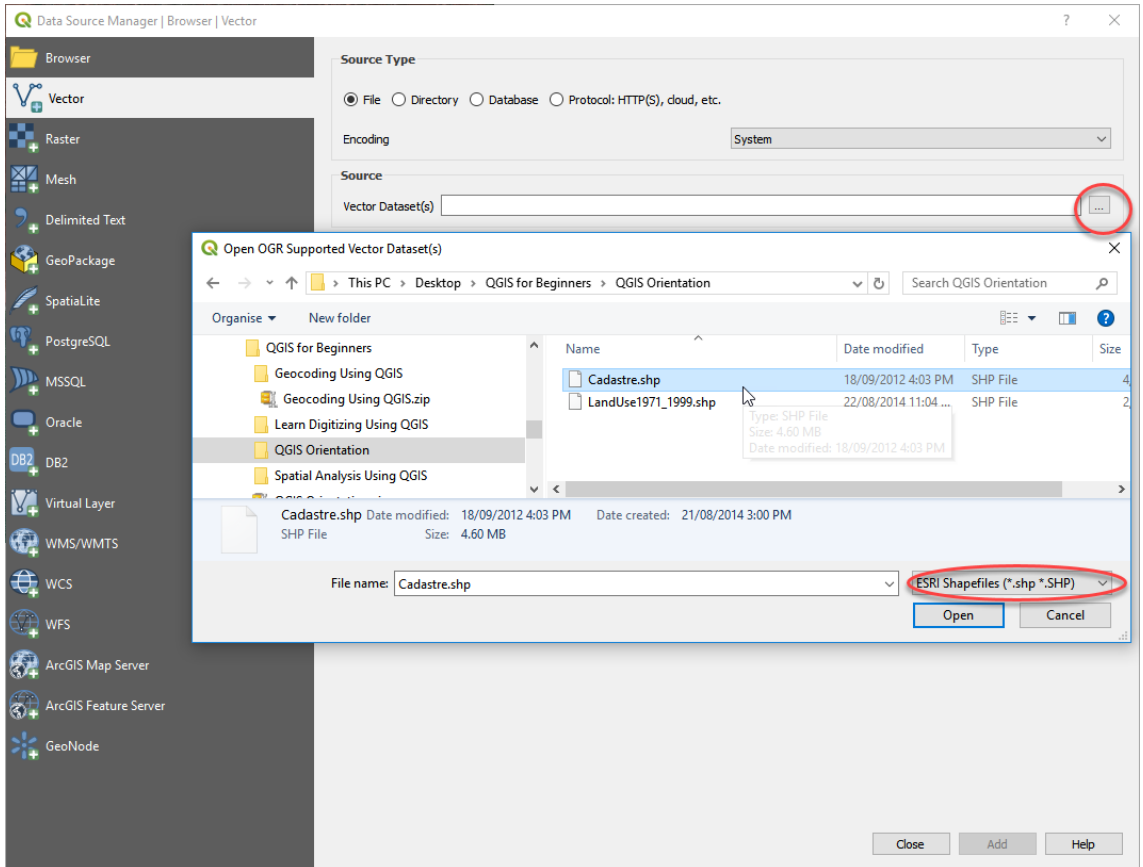 Data Source Manager | Browser | Vector
Browser
Vector
Raster
Mesh
Delimited Text
GeoPackage
SpatiaLite
PostgreSQL
MSSQL
Oracle
DB2 DB2
Virtual Layer
WMS/WMTS
WCS
WFS
ArcGIS Map Server
ArcGIS Feature Server
GeoNode
Source Type
File Directory Database Protocol: HTTP(S), cloud, etc.
Encoding System
Source
Vector Dataset(s) ...
Open OGR Supported Vector Dataset(s)
This PC > Desktop > QGIS for Beginners > QGIS Orientation Search QGIS Orientation
Organise New folder
QGIS for Beginners
Geocoding Using QGIS
Geocoding Using QGIS.zip
Learn Digitizing Using QGIS
QGIS Orientation
Spatial Analysis Using QGIS
Name Date modified Type Size
Cadastre.shp 18/09/2012 4:03 PM SHP File 4,
LandUse1971_1999.shp 22/08/2014 11:04 ... SHP File 2,
Type: SHP File
Size: 4.60 MB
Date modified: 18/09/2012 4:03 PM
Cadastre.shp Date modified: 18/09/2012 4:03 PM Date created: 21/08/2014 3:00 PM
SHP File Size: 4.60 MB
File name: Cadastre.shp ESRI Shapefiles (*.shp *.SHP)
Open Cancel
Close Add Help